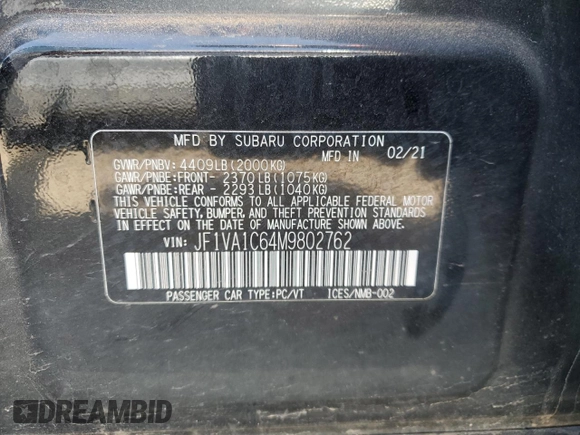 MFD BY SUBARU CORPORATION
GVWR/PNBV: 4409LB(2000KG) MFD IN 02/21
GAWR/PNBE:FRONT- 2370LB(1075KG)
GAWR/PNBE:REAR - 2293LB(1040KG)
THIS VEHICLE CONFORMS TO ALL APPLICABLE FEDERAL MOTOR
VEHICLE SAFETY, BUMPER, AND THEFT PREVENTION STANDARDS
IN EFFECT ON THE DATE OF MANUFACTURE SHOWN ABOVE.
VIN: JF1VA1C64M9802762
PASSENGER CAR TYPE:PC/VT ICES/NMB-002
DREAMBID